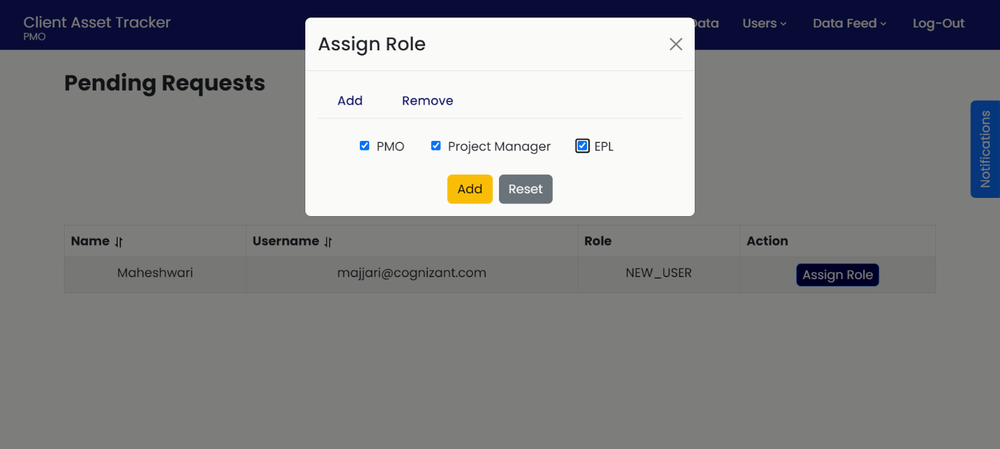 Client Asset Tracker
PMO
Data Users Data Feed Log-Out
Assign Role
Pending Requests
Add Remove
PMO Project Manager EPL
Add Reset
Notifications
Name Username Role Action
Maheshwari majjari@cognizant.com NEW_USER Assign Role